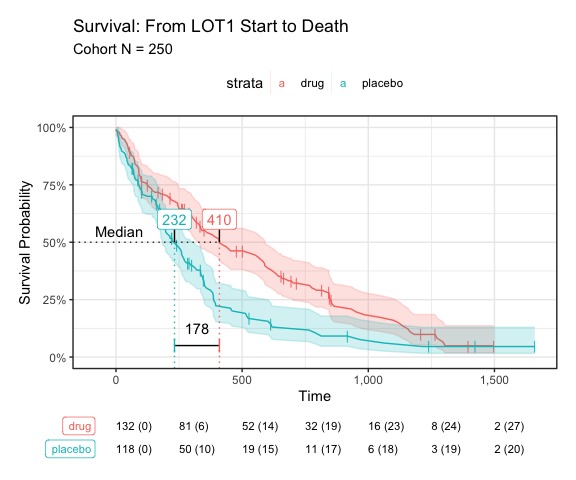 Survival: From LOT1 Start to Death
Cohort N = 250
strata a drug a placebo
100%
75%
50%
25%
0%
Survival Probability
Median
232 410
178
0 500 1,000 1,500
Time
drug 132 (0) 81 (6) 52 (14) 32 (19) 16 (23) 8 (24) 2 (27)
placebo 118 (0) 50 (10) 19 (15) 11 (17) 6 (18) 3 (19) 2 (20)